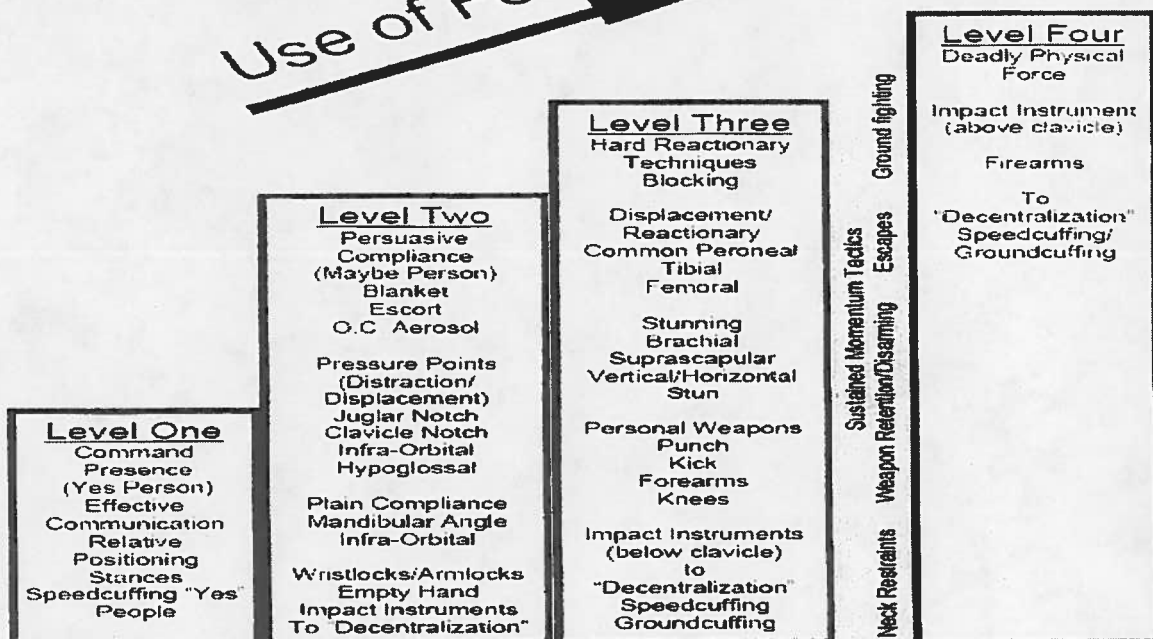 Use of
Level One
Command
Presence
(Yes Person)
Effective
Communication
Relative
Positioning
Stances
Speedcuffing "Yes"
People
Level Two
Persuasive
Compliance
(Maybe Person)
Blanket
Escort
O.C Aerosol
Pressure Points
(Distraction/
Displacement)
Juglar Notch
Clavicle Notch
Infra-Orbital
Hypoglossal
Plain Compliance
Mandibular Angle
Infra-Orbital
Wristlocks/Armlocks
Empty Hand
Impact Instruments
To "Decentralization"
Level Three
Hard Reactionary
Techniques
Blocking
Displacement/
Reactionary
Common Peroneal
Tibial
Femoral
Stunning
Brachial
Suprascapular
Vertical/Horizontal
Stun
Personal Weapons
Punch
Kick
Forearms
Knees
Impact Instruments
(below clavicle)
to
"Decentralization"
Speedcuffing
Groundcuffing
Sustained Momentum Tactics
Neck Restraints Weapon Retention/Disarming Escapes Ground fighting
Level Four
Deadly Physical
Force
Impact Instrument
(above clavicle)
Firearms
To
"Decentralization"
Speedcuffing/
Groundcuffing